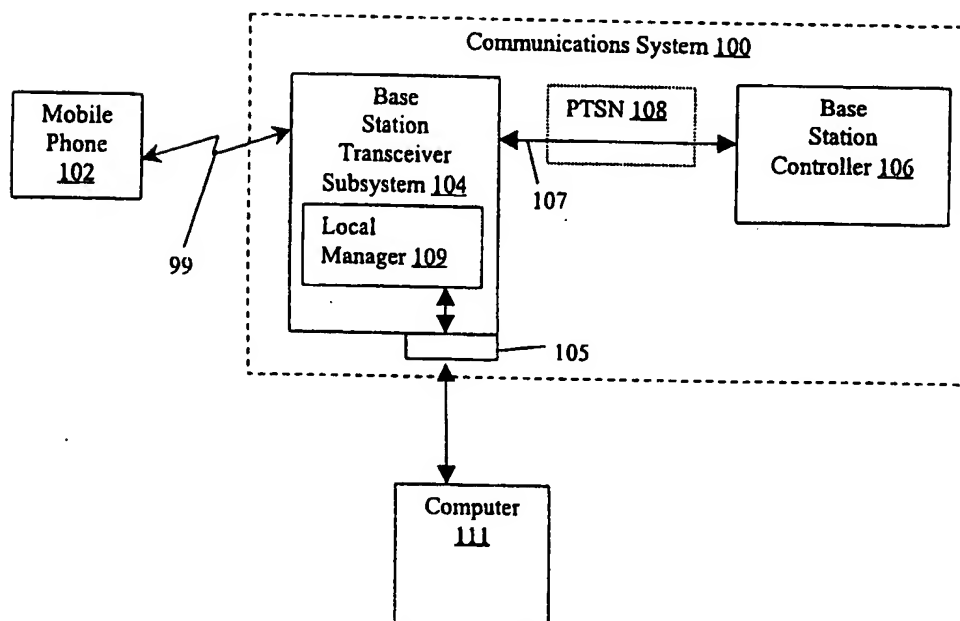 Communications System 100
Mobile
Phone
102
Base
Station
Transceiver
Subsystem 104
PTSN 108
Base
Station
Controller 106
107
Local
Manager 109
99
105
Computer
111